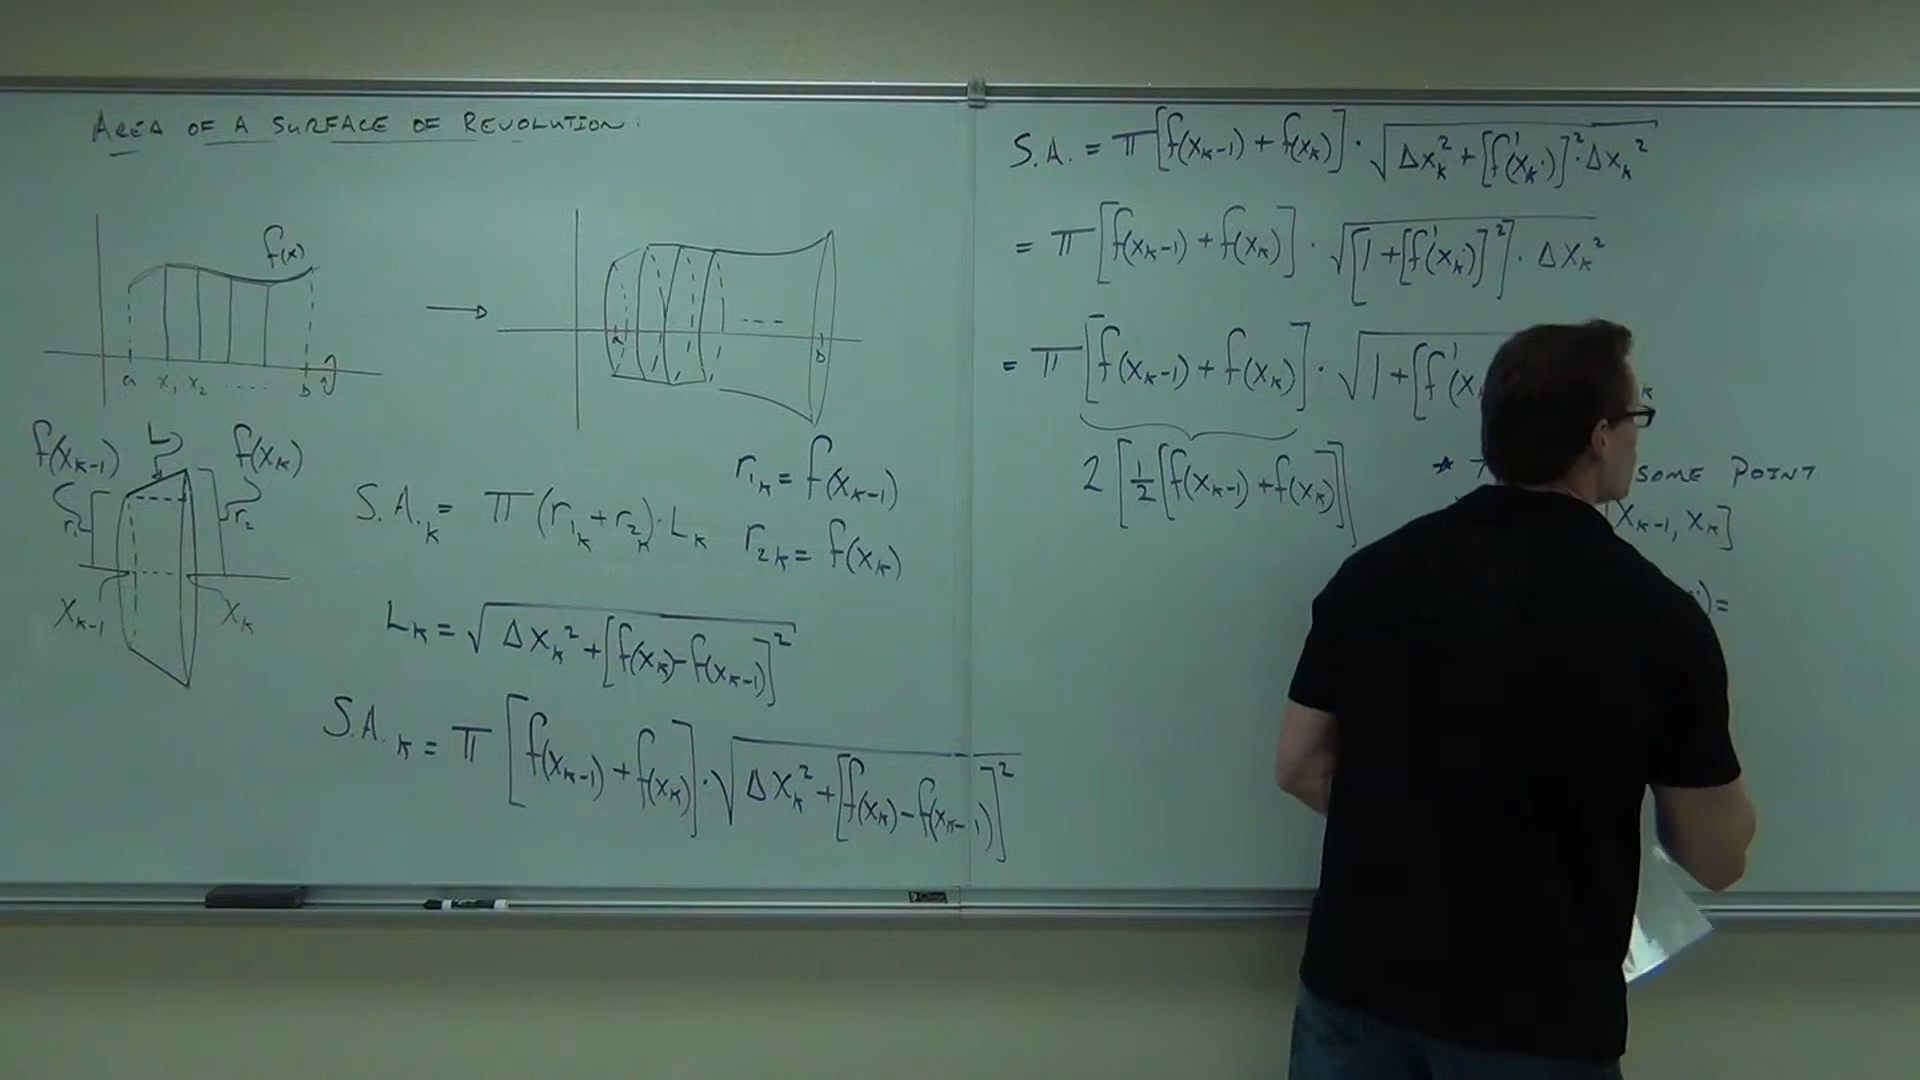 AREA OF A SURFACE OF REVOLUTION:
f(x)
a x₁ x₂ ..... b
a ---- b
f(xₖ₋₁) L f(xₖ)
r₁ r₂
xₖ₋₁ xₖ
S.A.ₖ = π(r₁ₖ + r₂ₖ)·Lₖ
r₁ₖ = f(xₖ₋₁)
r₂ₖ = f(xₖ)
Lₖ = √(Δxₖ² + [f(xₖ) - f(xₖ₋₁)]²)
S.A.ₖ = π[f(xₖ₋₁) + f(xₖ)]·√(Δxₖ² + [f(xₖ) - f(xₖ₋₁)]²)
S.A. = π[f(xₖ₋₁) + f(xₖ)]·√(Δxₖ² + [f'(xₖ*)]²·Δxₖ²)
= π[f(xₖ₋₁) + f(xₖ)]·√([1 + [f'(xₖ*)]²]·Δxₖ²)
= π[f(xₖ₋₁) + f(xₖ)]·√(1 + [f'(x
2[½[f(xₖ₋₁) + f(xₖ)]]
* SOME POINT
xₖ₋₁, xₖ]
) =